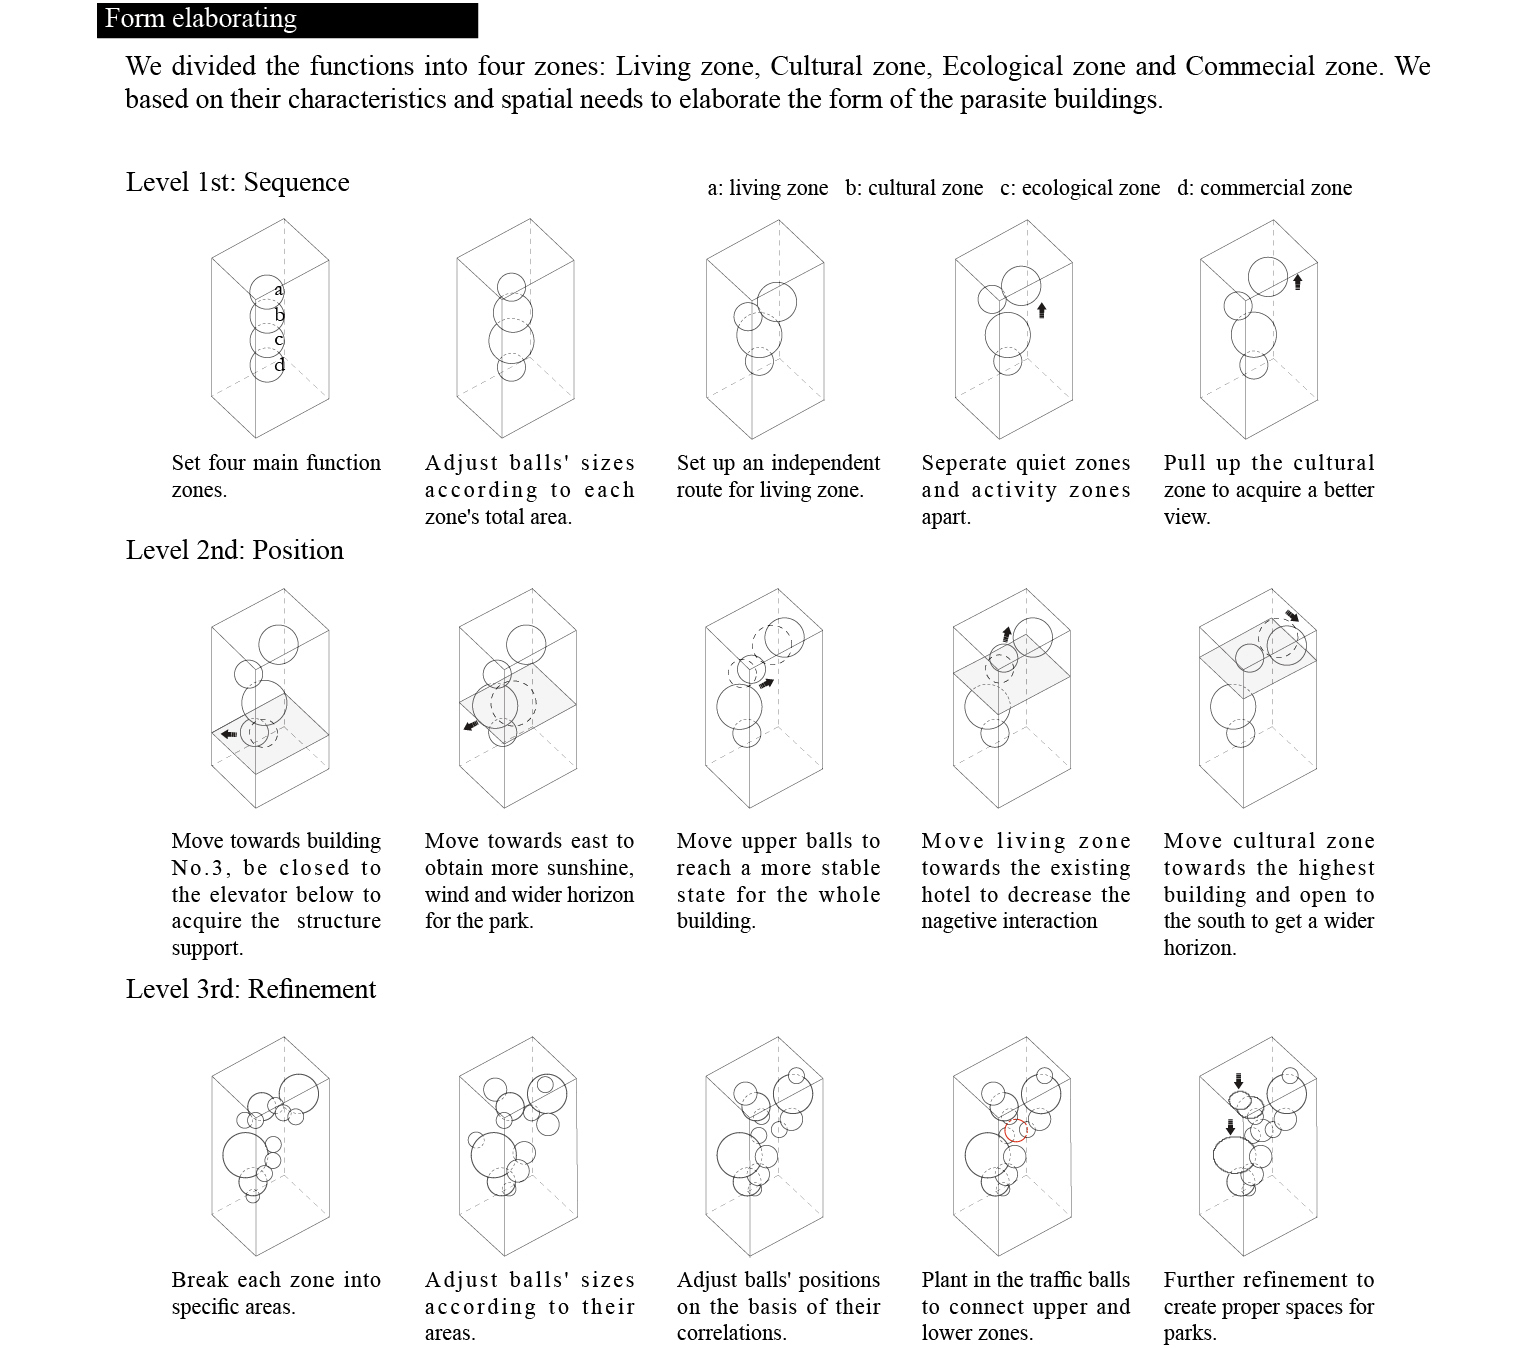 Form elaborating
We divided the functions into four zones: Living zone, Cultural zone, Ecological zone and Commecial zone. We
based on their characteristics and spatial needs to elaborate the form of the parasite buildings.
Level 1st: Sequence
a: living zone b: cultural zone c: ecological zone d: commercial zone
a
b
c
d
Set four main function
zones.
Adjust balls' sizes
according to each
zone's total area.
Set up an independent
route for living zone.
Seperate quiet zones
and activity zones
apart.
Pull up the cultural
zone to acquire a better
view.
Level 2nd: Position
Move towards building
No.3, be closed to
the elevator below to
acquire the structure
support.
Move towards east to
obtain more sunshine,
wind and wider horizon
for the park.
Move upper balls to
reach a more stable
state for the whole
building.
Move living zone
towards the existing
hotel to decrease the
nagetive interaction
Move cultural zone
towards the highest
building and open to
the south to get a wider
horizon.
Level 3rd: Refinement
Break each zone into
specific areas.
Adjust balls' sizes
according to their
areas.
Adjust balls' positions
on the basis of their
correlations.
Plant in the traffic balls
to connect upper and
lower zones.
Further refinement to
create proper spaces for
parks.